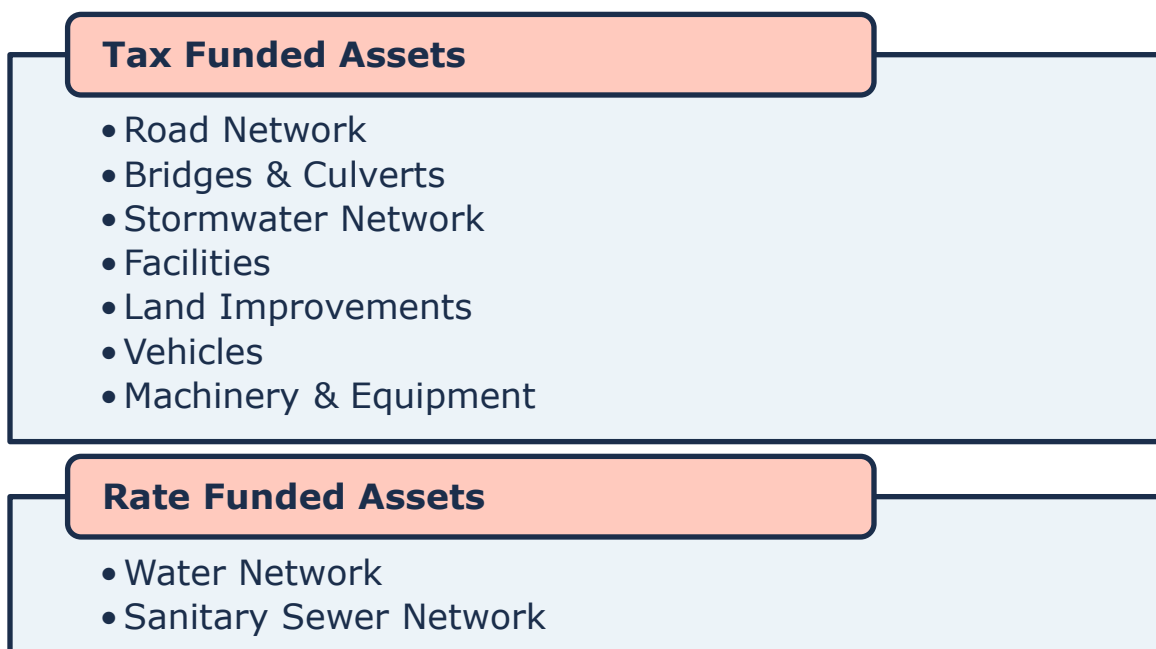 Tax Funded Assets
•Road Network
•Bridges & Culverts
•Stormwater Network
•Facilities
•Land Improvements
•Vehicles
•Machinery & Equipment
Rate Funded Assets
•Water Network
•Sanitary Sewer Network